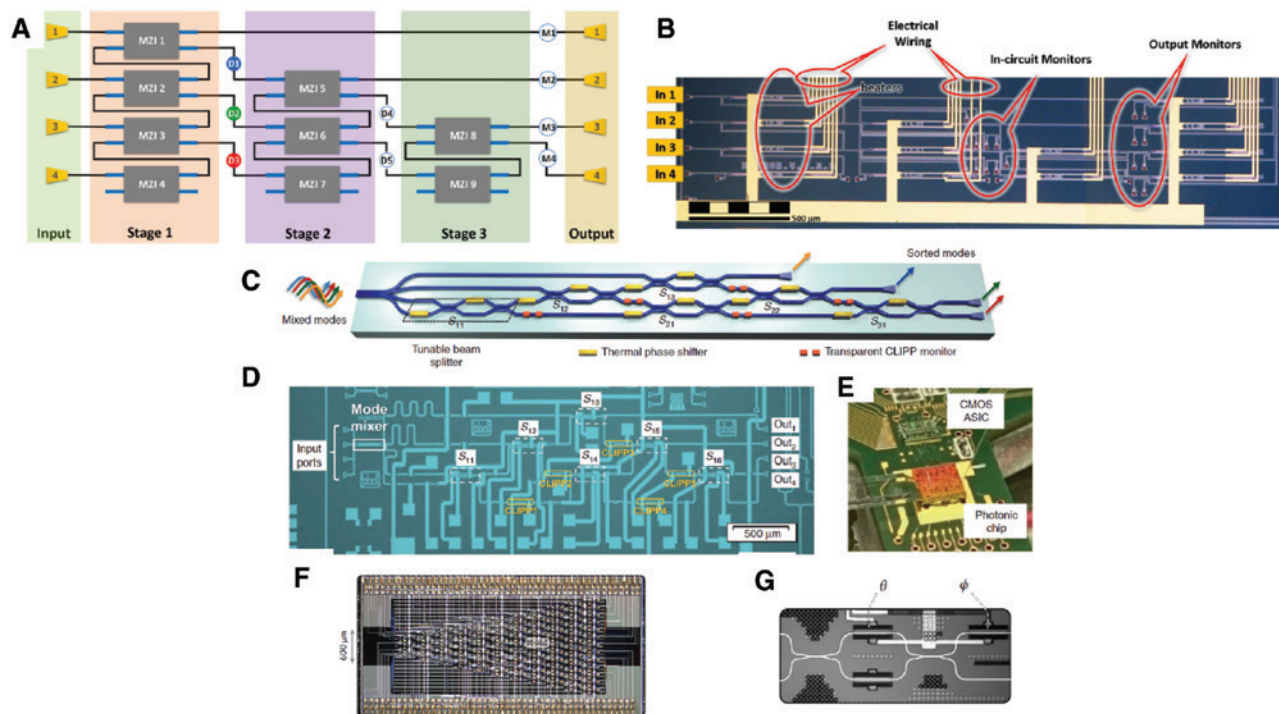 A
1
MZI 1
M1
1
D1
2
MZI 2
MZI 5
M2
2
D2
D4
3
MZI 3
MZI 6
MZI 8
M3
3
D3
D5
M4
4
MZI 4
MZI 7
MZI 9
4
Input
Stage 1
Stage 2
Stage 3
Output
B
Electrical
Wiring
In-circuit Monitors
Output Monitors
heaters
In 1
In 2
In 3
In 4
500 μm
C
Sorted modes
Mixed modes
S11
S12
S13
S21
S22
S31
Tunable beam
splitter
Thermal phase shifter
Transparent CLIPP monitor
D
Mode
mixer
Input
ports
S13
S12
S15
S11
S14
S16
CLIPP3
CLIPP2
CLIPP5
CLIPP1
CLIPP4
Out1
Out2
Out3
Out4
500 μm
E
CMOS
ASIC
Photonic
chip
F
600 μm
G
θ
ϕ